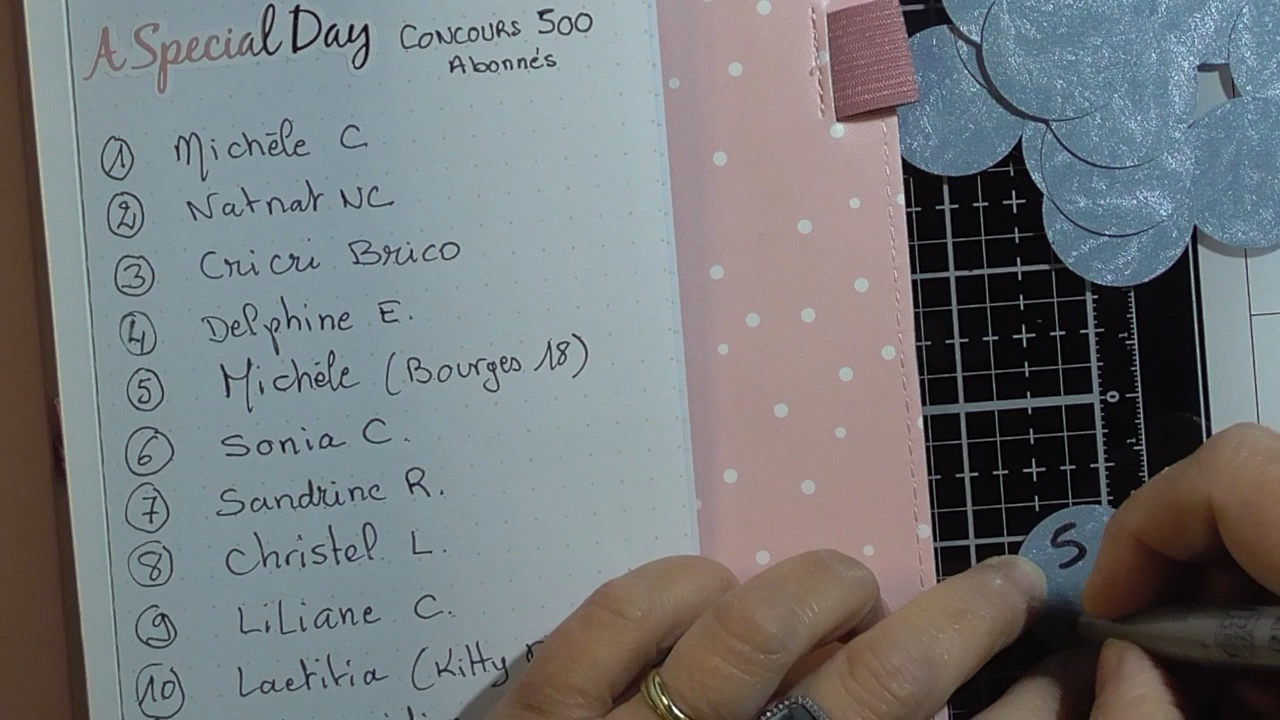 A Special Day CONCOURS 500
Abonnés
1 Michèle C
2 Natnat NC
3 Cricri Brico
4 Delphine E.
5 Michèle (Bourges 18)
6 Sonia C.
7 Sandrine R.
8 Christel L.
9 LiLiane C.
10 Laetitia (Kitty
S
0